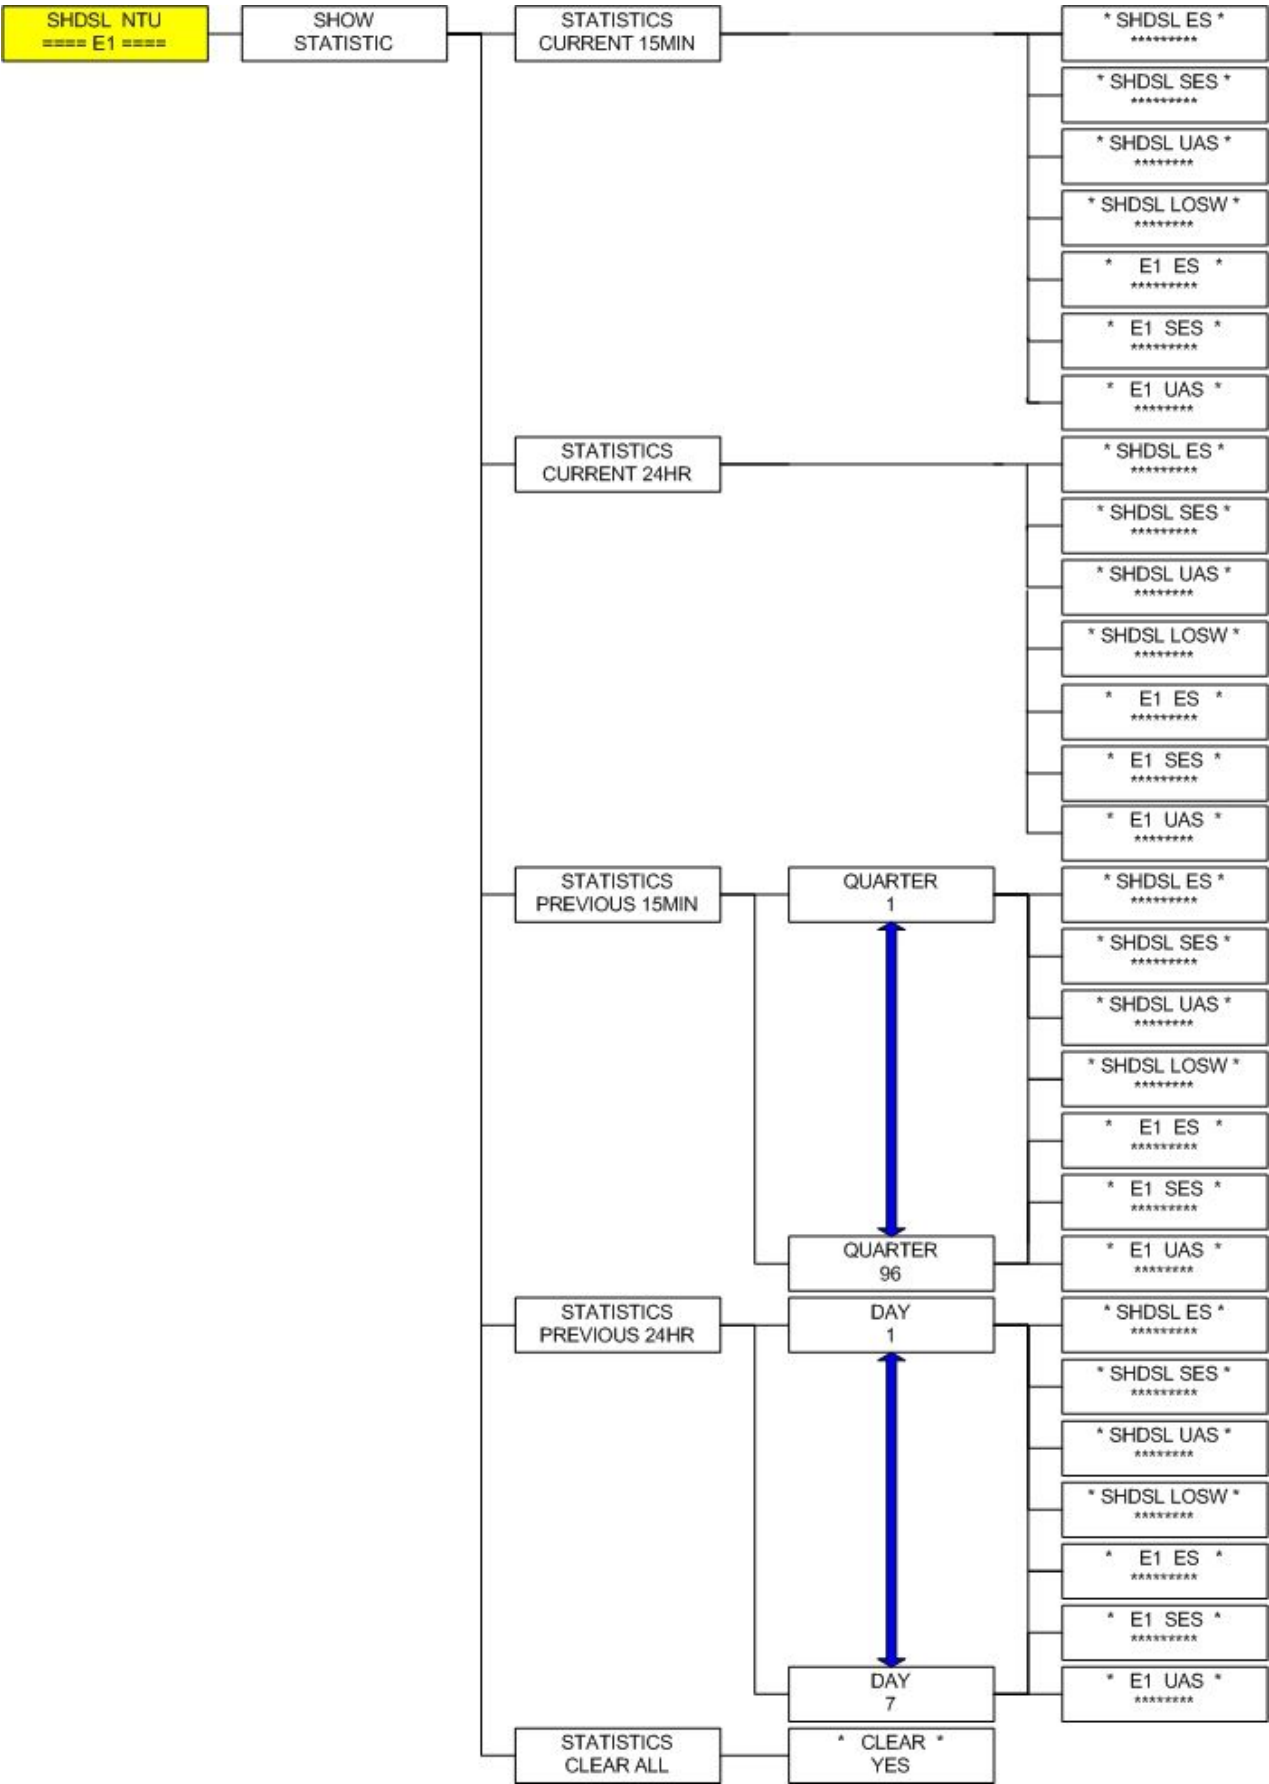 SHDSL NTU
==== E1 ====
SHOW
STATISTIC
STATISTICS
CURRENT 15MIN
* SHDSL ES *
*********
* SHDSL SES *
*********
* SHDSL UAS *
********
* SHDSL LOSW *
********
* E1 ES *
*********
* E1 SES *
*********
* E1 UAS *
********
STATISTICS
CURRENT 24HR
* SHDSL ES *
*********
* SHDSL SES *
*********
* SHDSL UAS *
********
* SHDSL LOSW *
********
* E1 ES *
*********
* E1 SES *
*********
* E1 UAS *
********
STATISTICS
PREVIOUS 15MIN
QUARTER
1
QUARTER
96
* SHDSL ES *
*********
* SHDSL SES *
*********
* SHDSL UAS *
********
* SHDSL LOSW *
********
* E1 ES *
*********
* E1 SES *
*********
* E1 UAS *
********
STATISTICS
PREVIOUS 24HR
DAY
1
DAY
7
* SHDSL ES *
*********
* SHDSL SES *
*********
* SHDSL UAS *
********
* SHDSL LOSW *
********
* E1 ES *
*********
* E1 SES *
*********
* E1 UAS *
********
STATISTICS
CLEAR ALL
* CLEAR *
YES